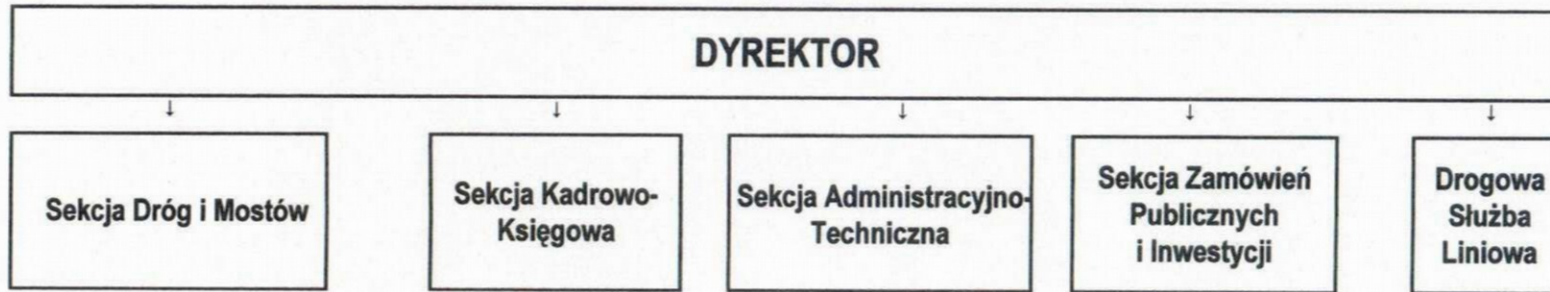 DYREKTOR
↓ ↓ ↓ ↓ ↓
Sekcja Dróg i Mostów
Sekcja Kadrowo-
Księgowa
Sekcja Administracyjno-
Techniczna
Sekcja Zamówień
Publicznych
i Inwestycji
Drogowa
Służba
Liniowa